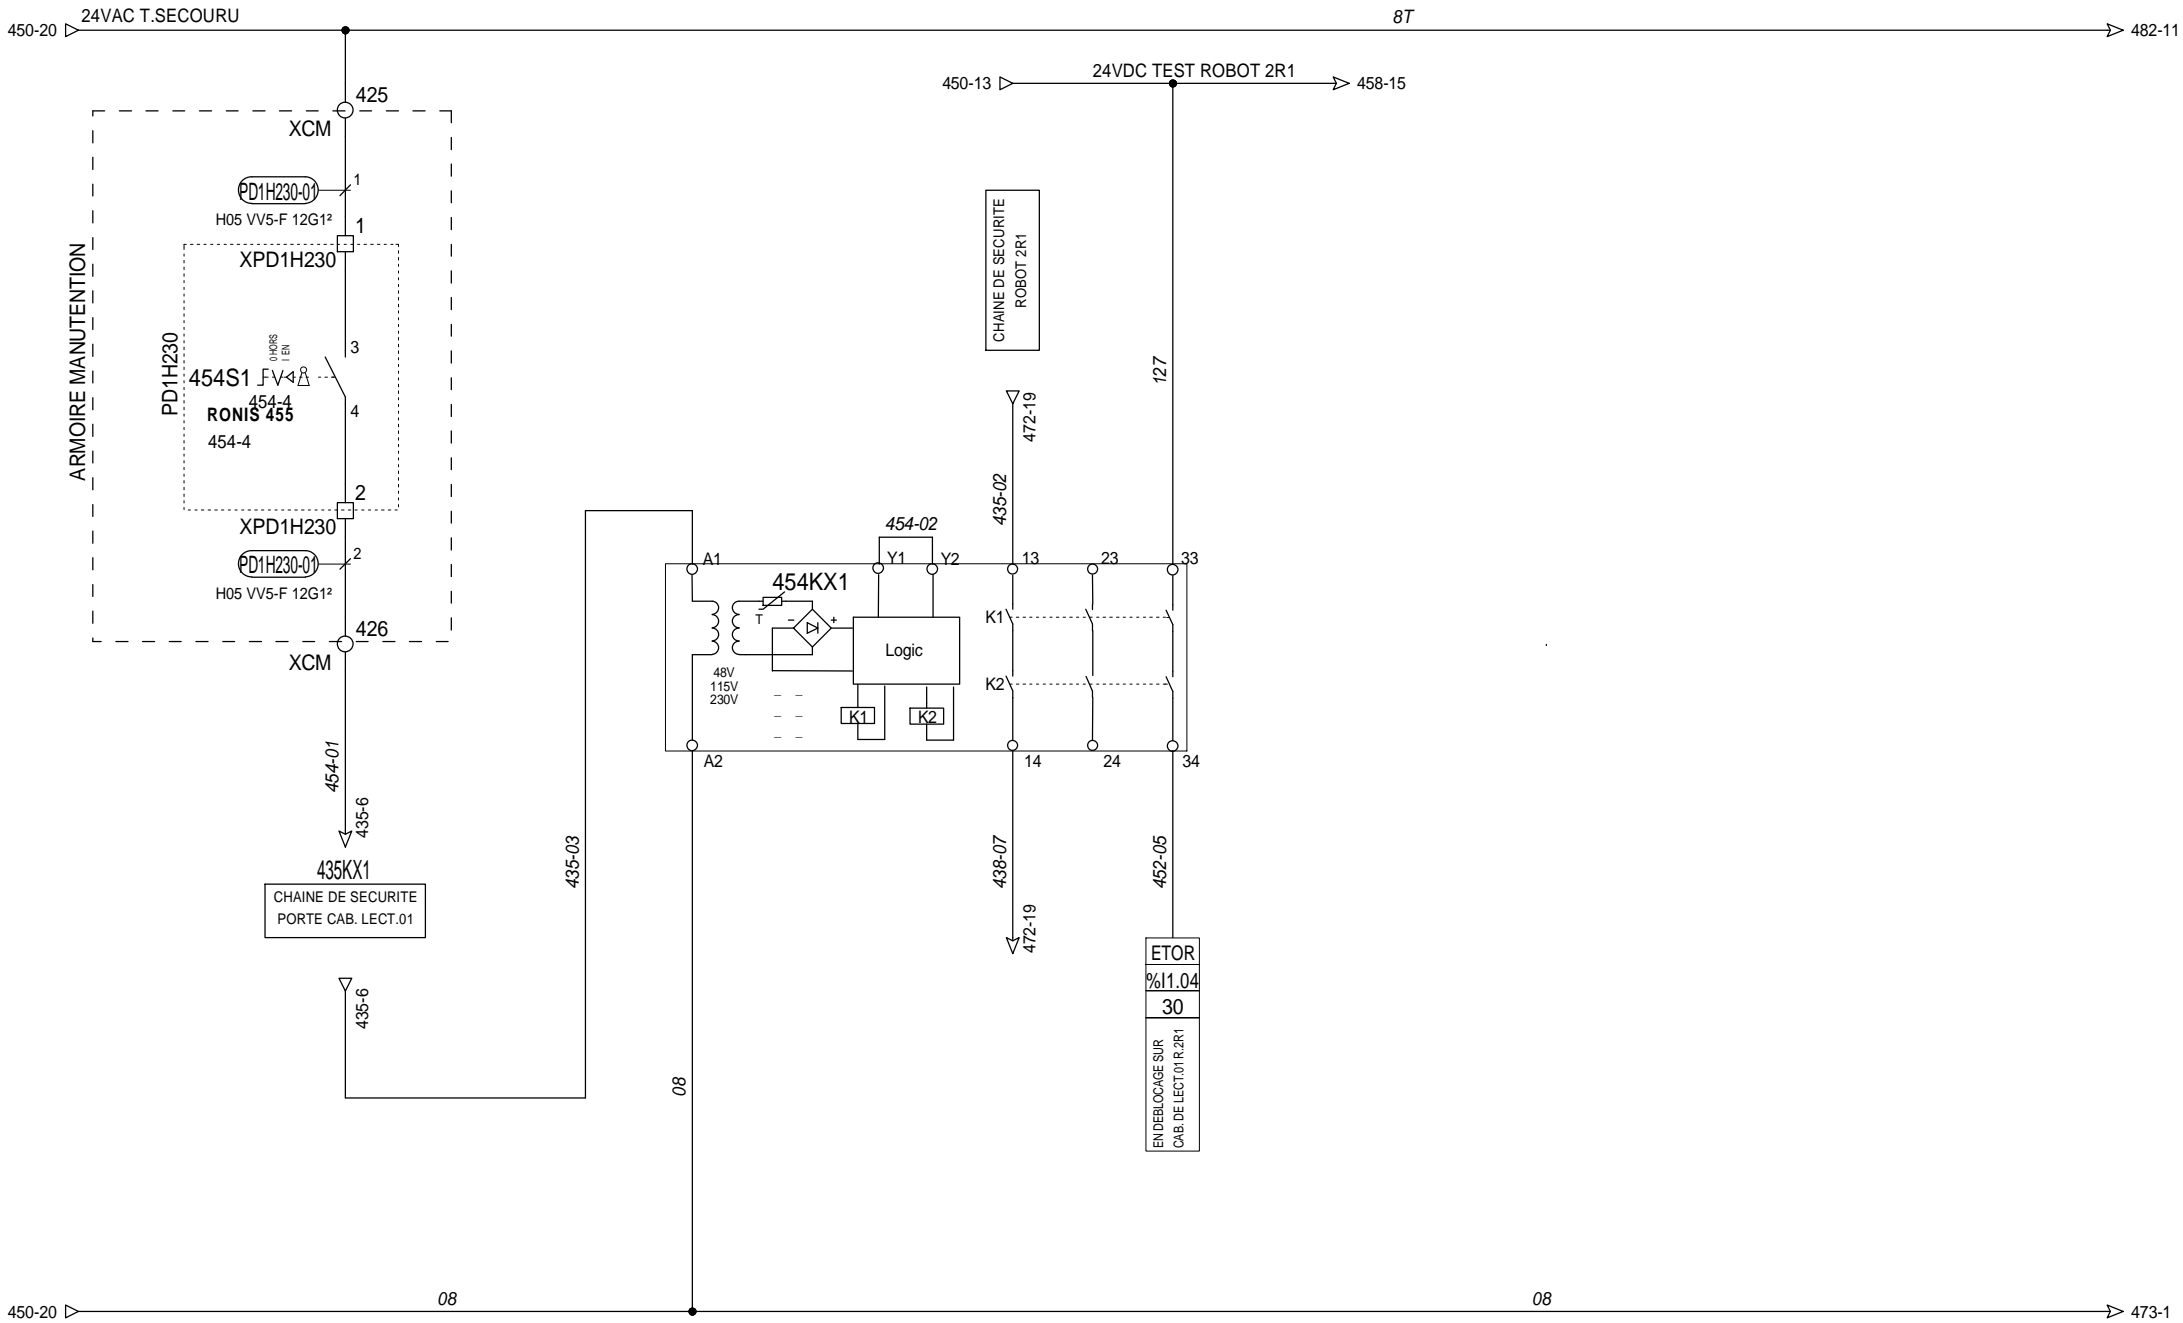 24VAC T.SECOURU
8T
450-20
482-11
24VDC TEST ROBOT 2R1
450-13
458-15
425
XCM
ARMOIRE MANUTENTION
PD1H230-01
1
H05 VV5-F 12G1²
1
XPD1H230
PD1H230
0 HORS
I EN
3
454S1
454-4
RONIS 455
4
454-4
2
XPD1H230
PD1H230-01
2
H05 VV5-F 12G1²
426
XCM
454-01
435-6
435KX1
CHAINE DE SECURITE
PORTE CAB. LECT.01
435-6
435-03
CHAINE DE SECURITE
ROBOT 2R1
472-19
435-02
127
454-02
A1
Y1
Y2
13
23
33
454KX1
T
-
+
Logic
K1
K2
48V
115V
230V
K1
K2
A2
14
24
34
08
438-07
472-19
452-05
ETOR
%I1.04
30
EN DEBLOCAGE SUR
CAB. DE LECT.01 R.2R1
450-20
08
08
473-1